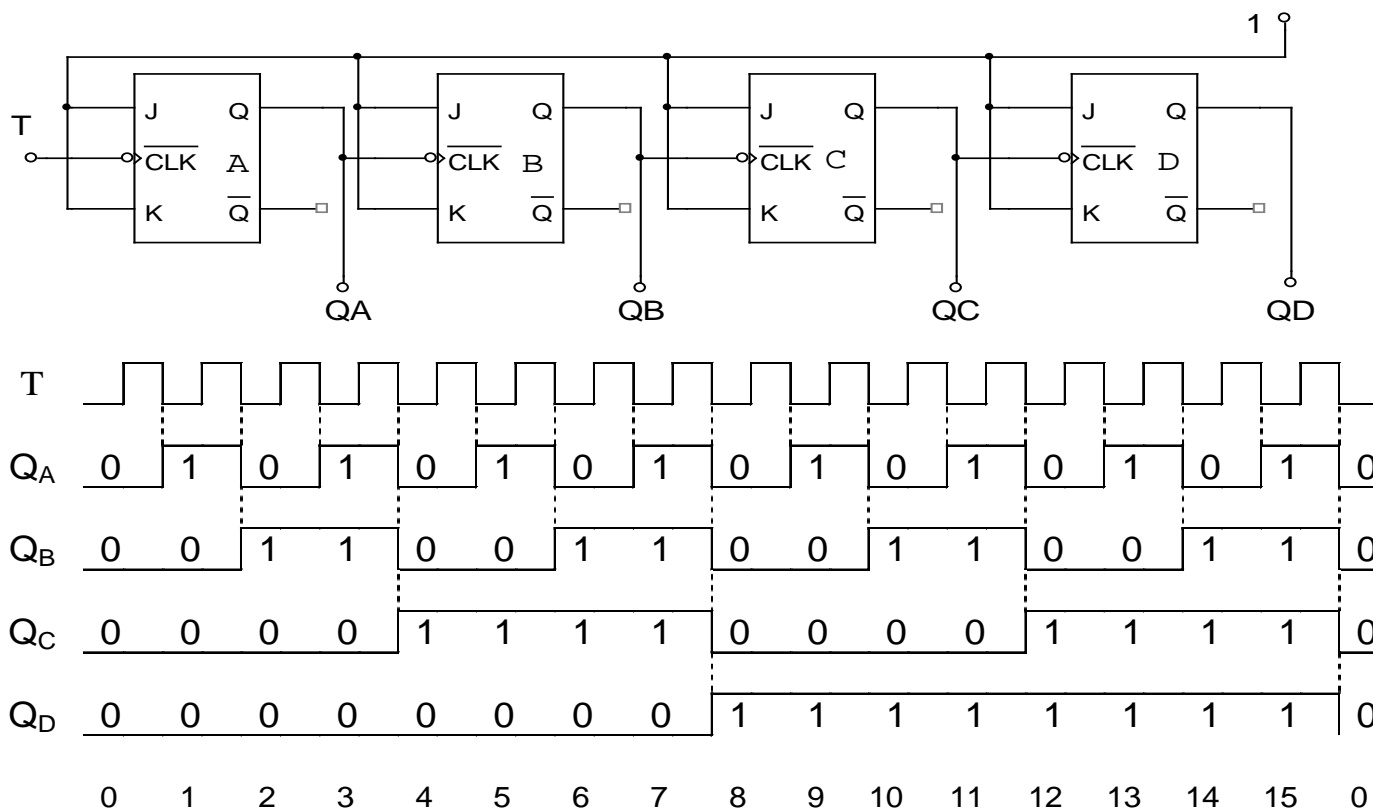 1
J Q J Q J Q J Q
T
CLK A CLK B CLK C CLK D
K Q K Q K Q K Q
QA QB QC QD
T
QA 0 1 0 1 0 1 0 1 0 1 0 1 0 1 0 1 0
QB 0 0 1 1 0 0 1 1 0 0 1 1 0 0 1 1 0
QC 0 0 0 0 1 1 1 1 0 0 0 0 1 1 1 1 0
QD 0 0 0 0 0 0 0 0 1 1 1 1 1 1 1 1 0
0 1 2 3 4 5 6 7 8 9 10 11 12 13 14 15 0